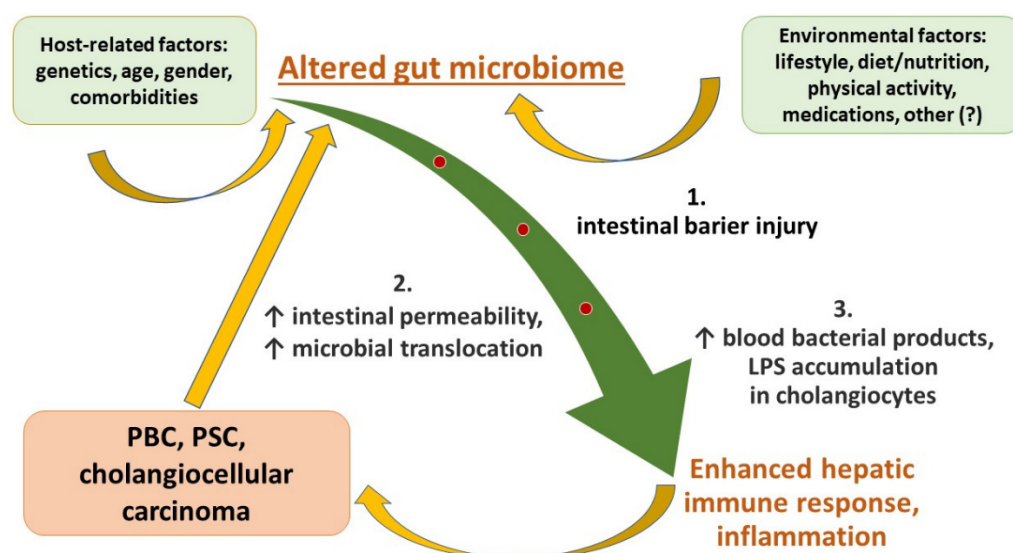 Host-related factors:
genetics, age, gender,
comorbidities
Altered gut microbiome
Environmental factors:
lifestyle, diet/nutrition,
physical activity,
medications, other (?)
1.
intestinal barier injury
2.
↑ intestinal permeability,
↑ microbial translocation
3.
↑ blood bacterial products,
LPS accumulation
in cholangiocytes
PBC, PSC,
cholangiocellular
carcinoma
Enhanced hepatic
immune response,
inflammation